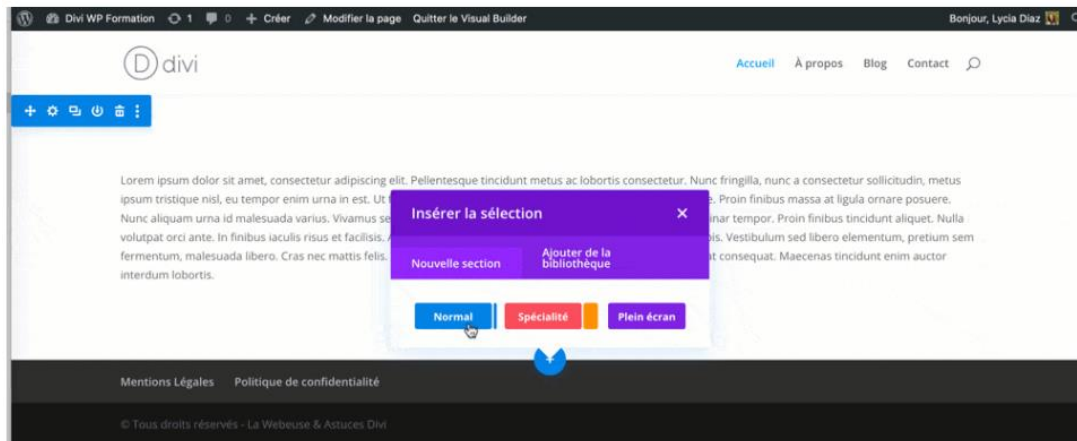 Divi WP Formation 1 0 + Créer Modifier la page Quitter le Visual Builder Bonjour, Lycia Diaz
D divi Accueil À propos Blog Contact
Lorem ipsum dolor sit amet, consectetur adipiscing elit. Pellentesque tincidunt metus ac lobortis consectetur. Nunc fringilla, nunc a consectetur sollicitudin, metus
ipsum tristique nisl, eu tempor enim urna in est. Ut e. Proin finibus massa at ligula ornare posuere.
Nunc aliquam urna id malesuada varius. Vivamus se inar tempor. Proin finibus tincidunt aliquet. Nulla
volutpat orci ante. In finibus iaculis risus et facilisis. bis. Vestibulum sed libero elementum, pretium sem
fermentum, malesuada libero. Cras nec mattis felis. at consequat. Maecenas tincidunt enim auctor
interdum lobortis.
Insérer la sélection
Nouvelle section
Ajouter de la
bibliothèque
Normal Spécialité Plein écran
Mentions Légales Politique de confidentialité
© Tous droits réservés - La Webeuse & Astuces Divi